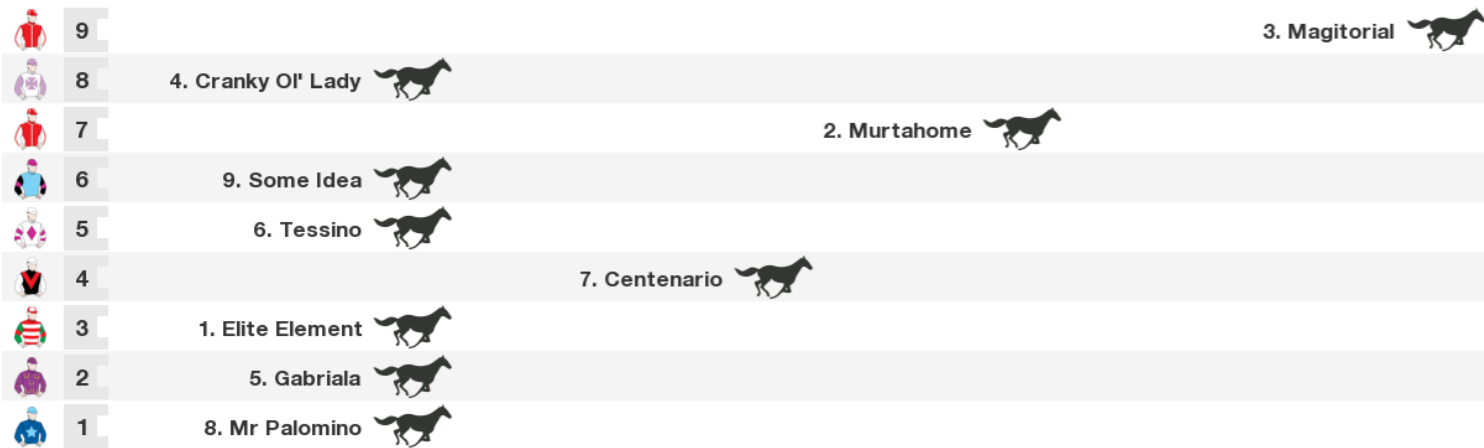 9 3. Magitorial
8 4. Cranky Ol' Lady
7 2. Murtahome
6 9. Some Idea
5 6. Tessino
4 7. Centenario
3 1. Elite Element
2 5. Gabriala
1 8. Mr Palomino